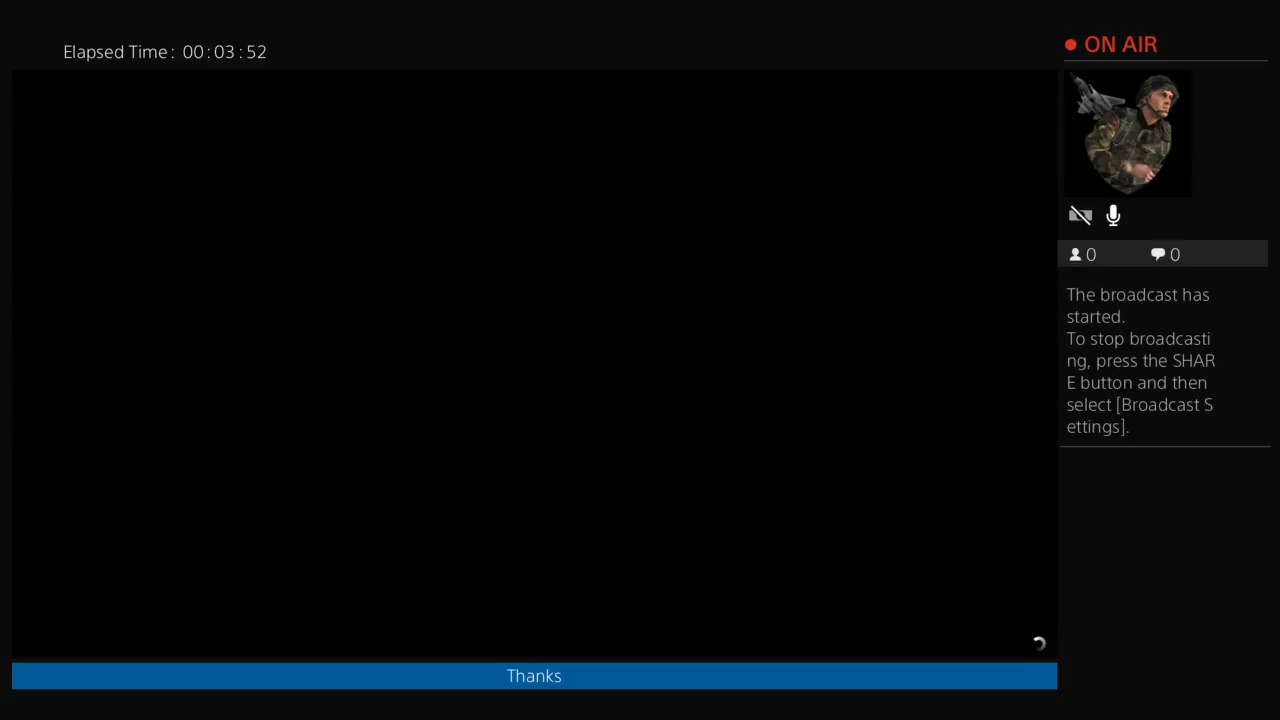 Elapsed Time: 00:03:52
ON AIR
0 0
The broadcast has
started.
To stop broadcasti
ng, press the SHAR
E button and then
select [Broadcast S
ettings].
Thanks